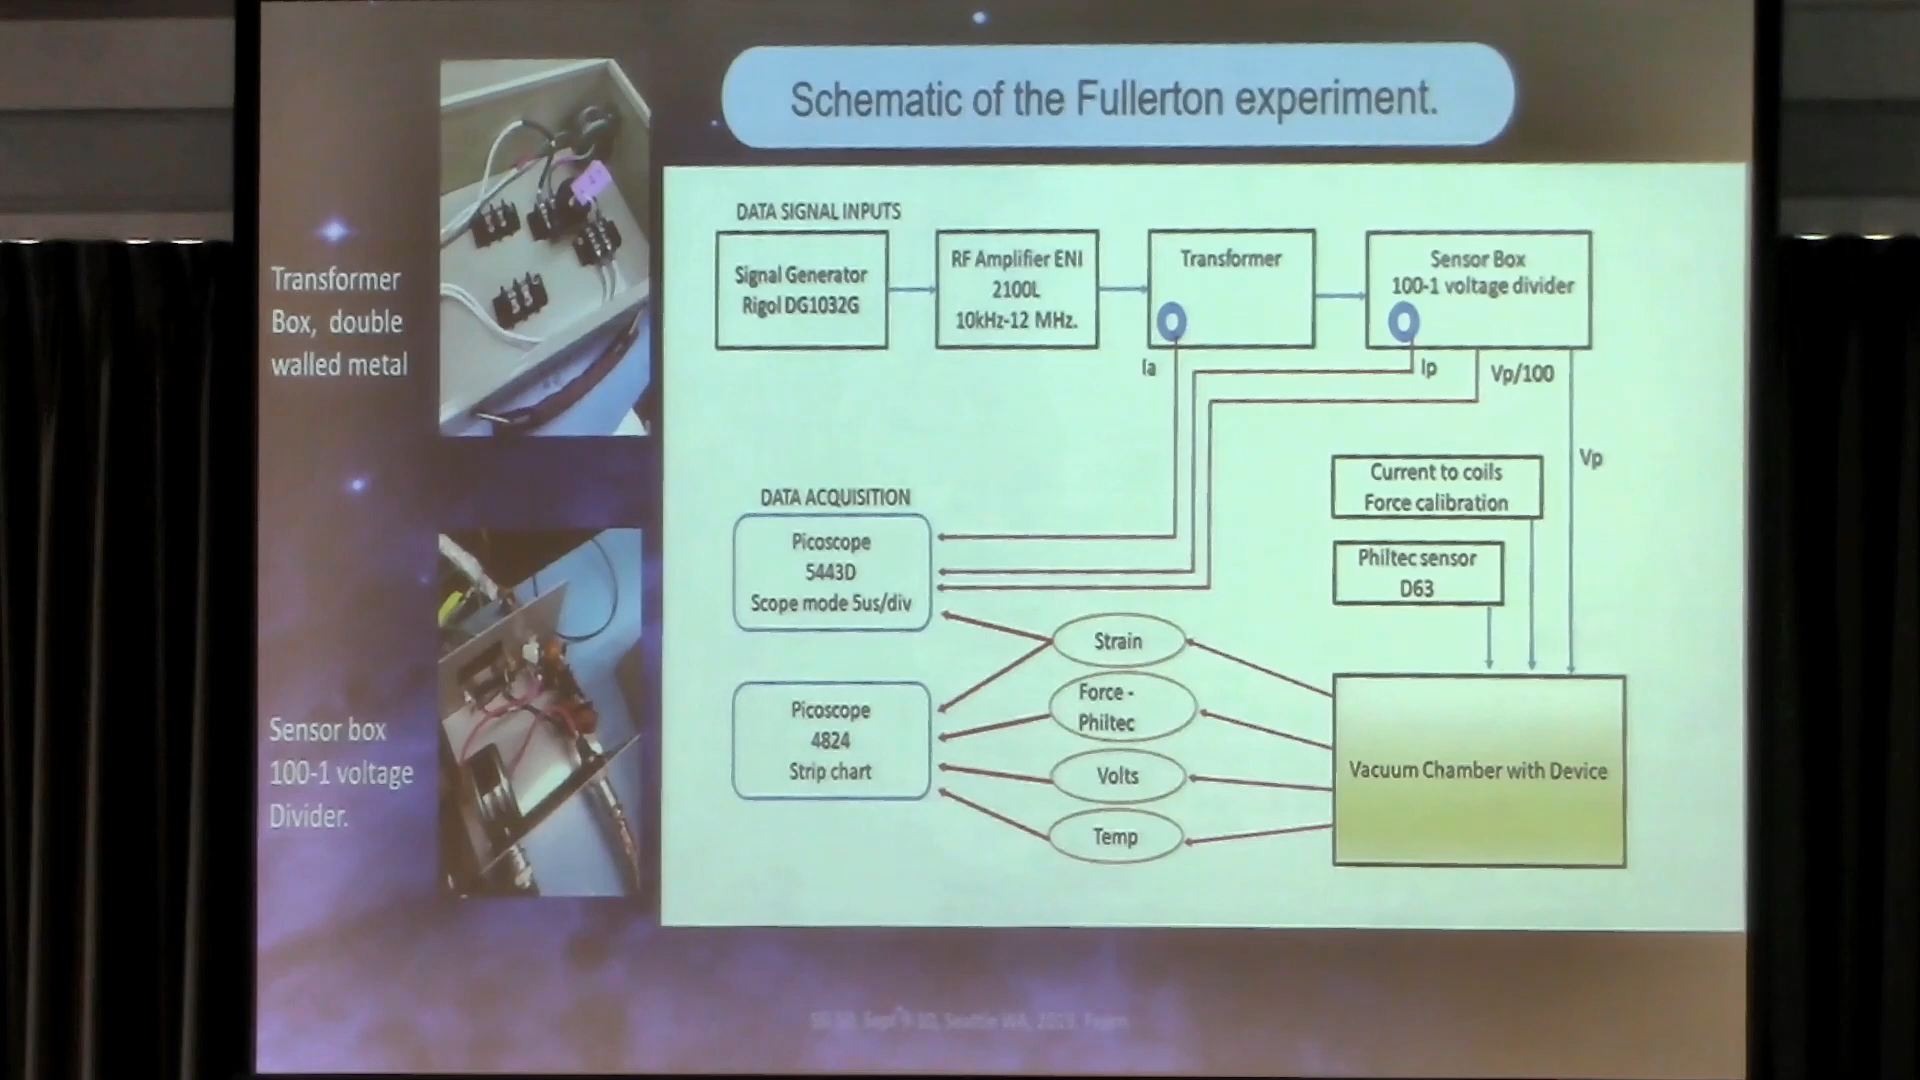 Schematic of the Fullerton experiment.
Transformer
Box, double
walled metal
Sensor box
100-1 voltage
Divider.
DATA SIGNAL INPUTS
Signal Generator
Rigol DG1032G
RF Amplifier ENI
2100L
10kHz-12 MHz.
Transformer
Sensor Box
100-1 voltage divider
Ia
Ip
Vp/100
Vp
Current to coils
Force calibration
Philtec sensor
D63
DATA ACQUISITION
Picoscope
5443D
Scope mode 5us/div
Picoscope
4824
Strip chart
Strain
Force -
Philtec
Volts
Temp
Vacuum Chamber with Device
Seattle WA,